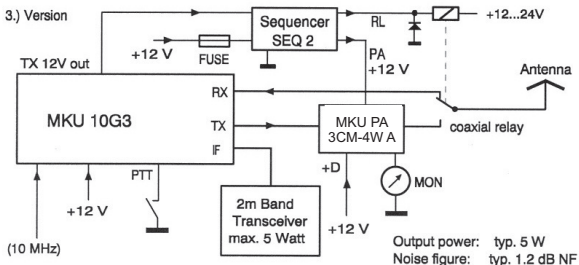 3.) Version
Sequencer
SEQ 2
RL
+12...24V
+12 V
FUSE
PA
+12 V
TX 12V out
Antenna
RX
MKU 10G3
TX
MKU PA
3CM-4W A
coaxial relay
IF
PTT
+D
MON
2m Band
Transceiver
max. 5 Watt
+12 V
+12 V
(10 MHz)
Output power: typ. 5 W
Noise figure: typ. 1.2 dB NF